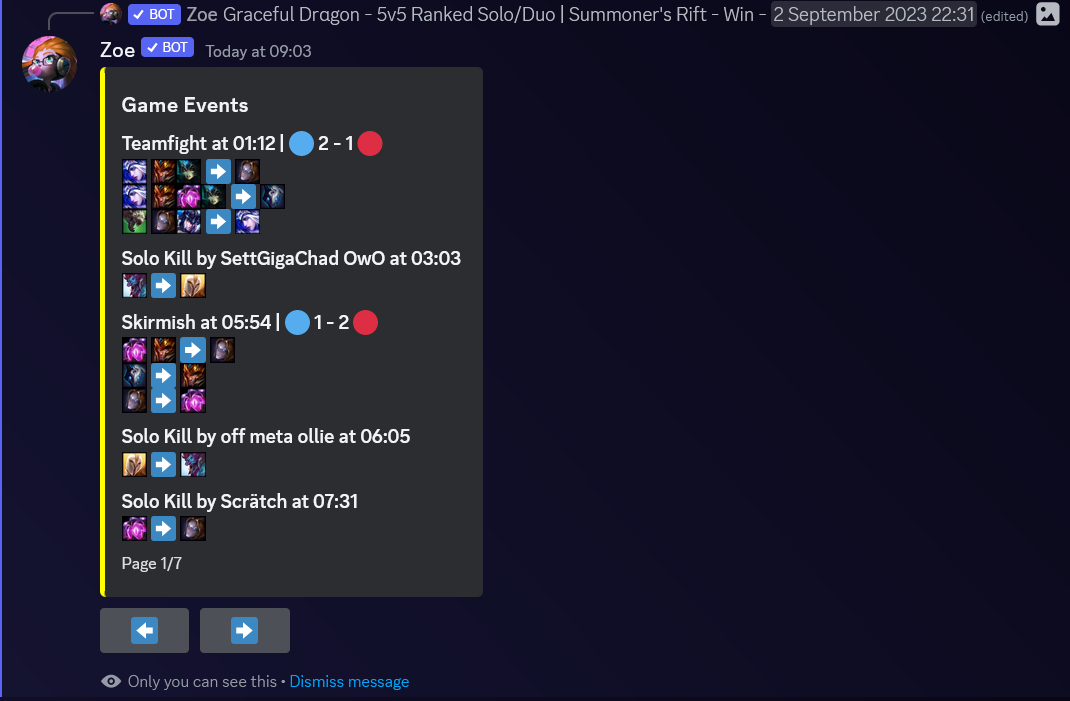 ✓ BOT Zoe Graceful Dragon - 5v5 Ranked Solo/Duo | Summoner's Rift - Win - 2 September 2023 22:31 (edited)
Zoe ✓ BOT Today at 09:03
Game Events
Teamfight at 01:12 | 2 - 1
Solo Kill by SettGigaChad OwO at 03:03
Skirmish at 05:54 | 1 - 2
Solo Kill by off meta ollie at 06:05
Solo Kill by Scrätch at 07:31
Page 1/7
Only you can see this • Dismiss message